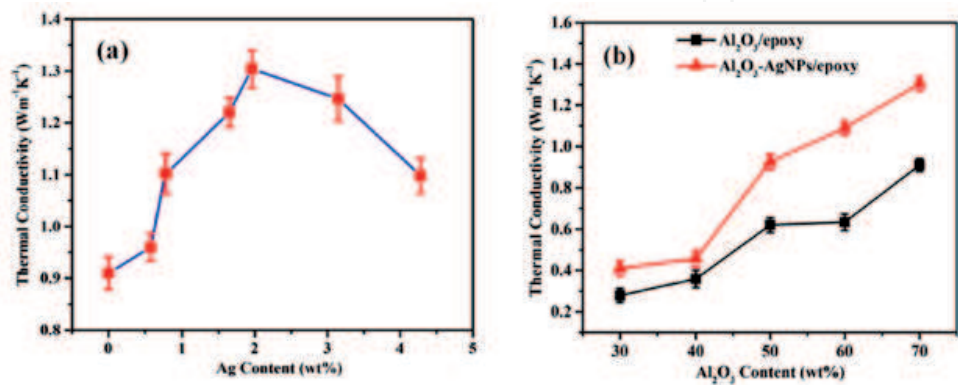 (a)
Thermal Conductivity (Wm⁻¹K⁻¹)
1.4
1.3
1.2
1.1
1.0
0.9
0.8
0 1 2 3 4 5
Ag Content (wt%)
(b)
Al₂O₃/epoxy
Al₂O₃-AgNPs/epoxy
Thermal Conductivity (Wm⁻¹K⁻¹)
1.6
1.4
1.2
1.0
0.8
0.6
0.4
0.2
30 40 50 60 70
Al₂O₃ Content (wt%)